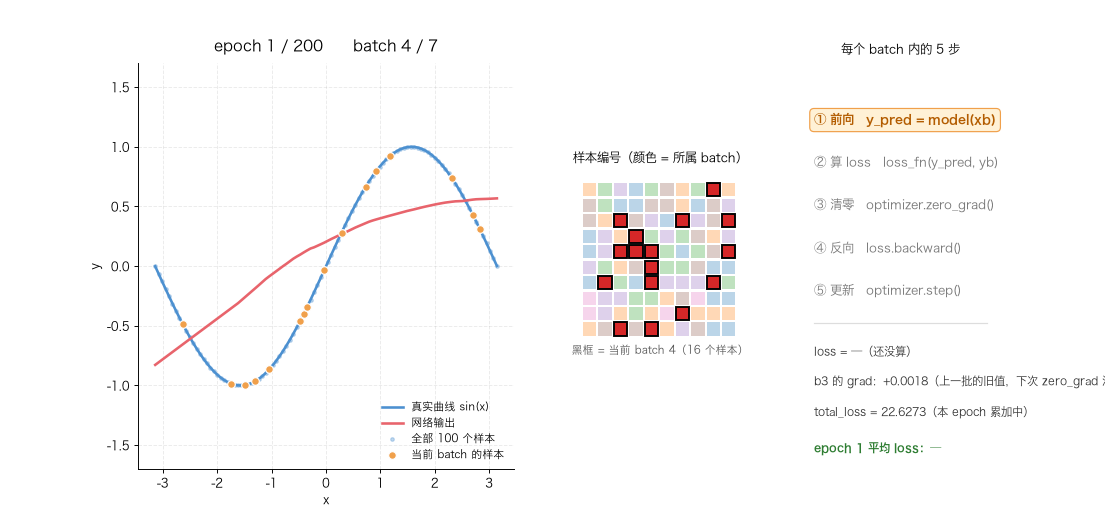 epoch 1 / 200 batch 4 / 7
1.5
1.0
0.5
0.0
-0.5
-1.0
-1.5
y
-3 -2 -1 0 1 2 3
x
真实曲线 sin(x)
网络输出
全部 100 个样本
当前 batch 的样本
样本编号（颜色 = 所属 batch）
黑框 = 当前 batch 4（16 个样本）
每个 batch 内的 5 步
① 前向 y_pred = model(xb)
② 算 loss loss_fn(y_pred, yb)
③ 清零 optimizer.zero_grad()
④ 反向 loss.backward()
⑤ 更新 optimizer.step()
loss = —（还没算）
b3 的 grad: +0.0018（上一批的旧值，下次 zero_grad
total_loss = 22.6273（本 epoch 累加中）
epoch 1 平均 loss: —